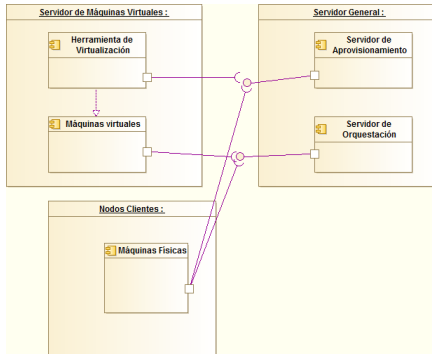 Servidor de Máquinas Virtuales :
Servidor General :
Herramienta de
Virtualización
Servidor de
Aprovisionamiento
Máquinas virtuales
Servidor de
Orquestación
Nodos Clientes :
Máquinas Fisicas